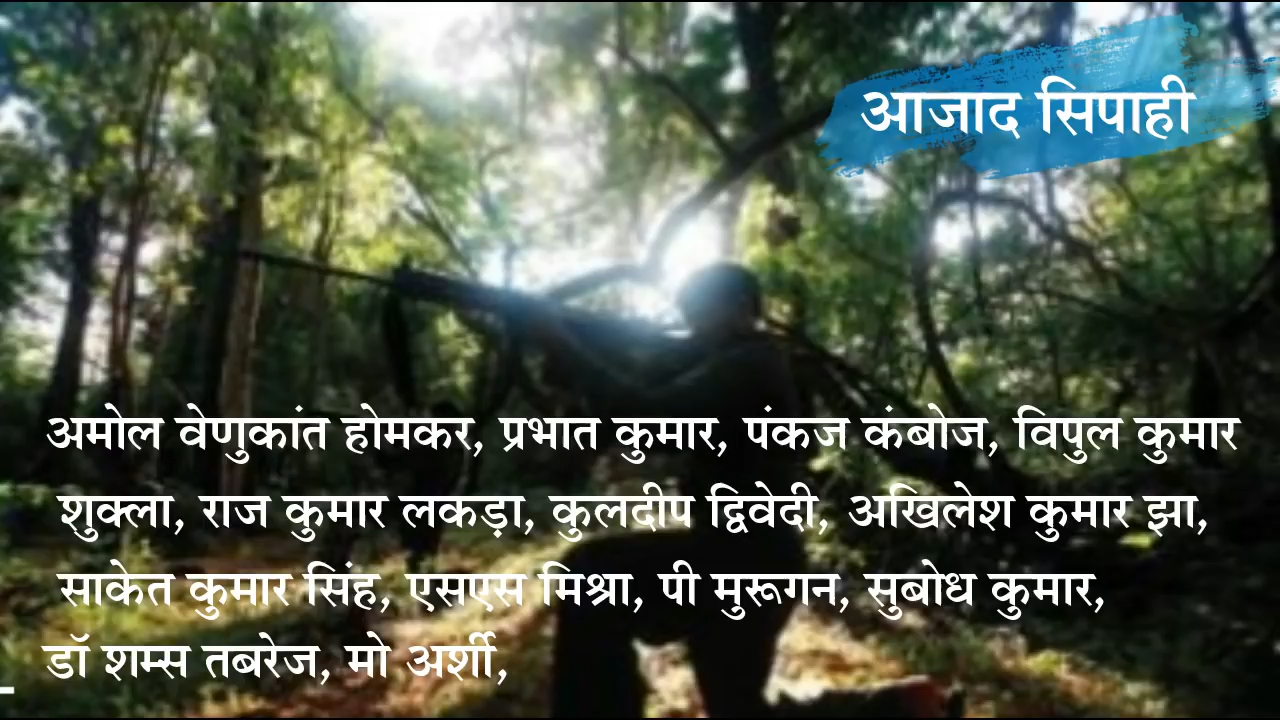 आजाद सिपाही
अमोल वेणुकांत होमकर, प्रभात कुमार, पंकज कंबोज, विपुल कुमार
शुक्ला, राज कुमार लकड़ा, कुलदीप द्विवेदी, अखिलेश कुमार झा,
साकेत कुमार सिंह, एसएस मिश्रा, पी मुरूगन, सुबोध कुमार,
डॉ शम्स तबरेज, मो अर्शी,